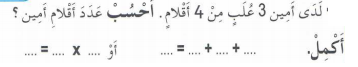 لَدَى أَمِين 3 عُلَبٍ مِنْ 4 أَقْلَامٍ. اُحْسُبْ عَدَدَ أَقْلَامِ أَمِين ؟
أَكْمِلْ. .... + .... + .... = .... أَوْ .... x .... = ....